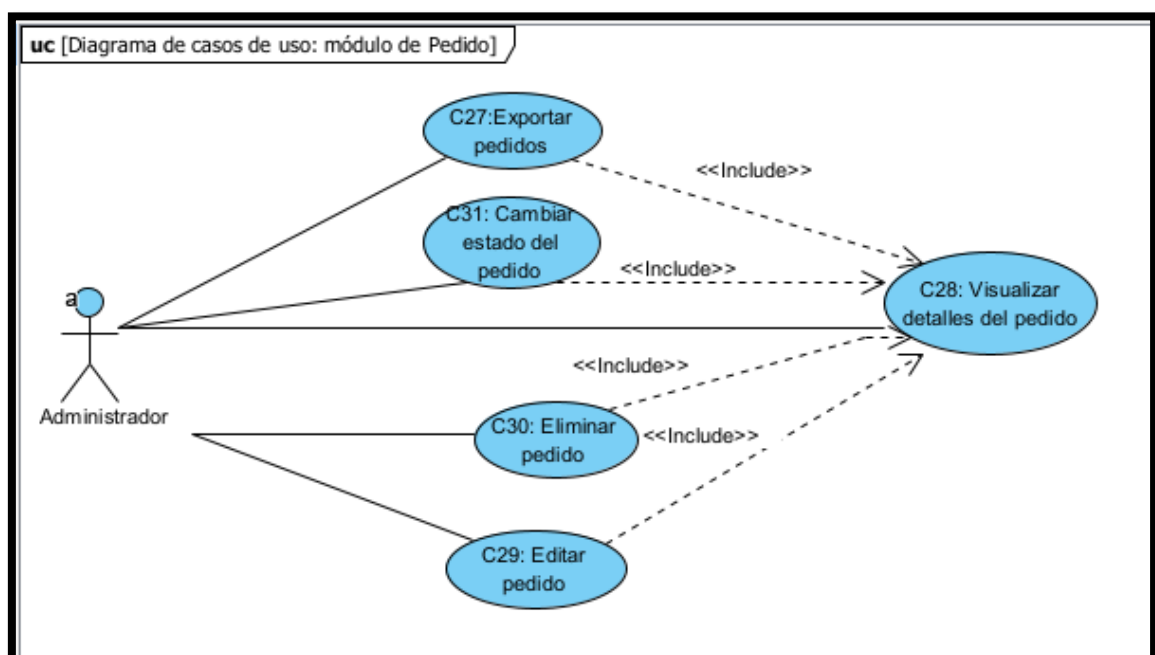 uc [Diagrama de casos de uso: módulo de Pedido]
C27:Exportar
pedidos
<<Include>>
C31: Cambiar
estado del
pedido
<<Include>>
C28: Visualizar
detalles del pedido
a
Administrador
<<Include>>
C30: Eliminar
pedido
<<Include>>
C29: Editar
pedido